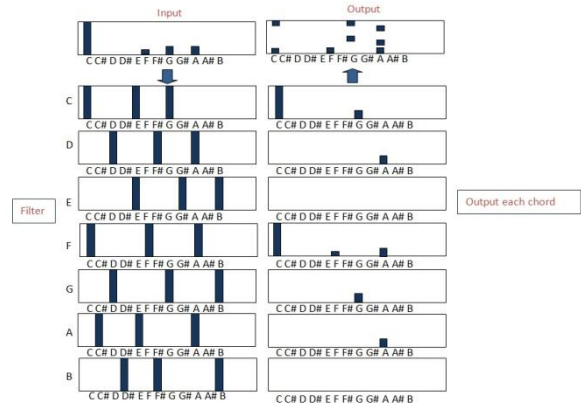 Input
Output
C C# D D# E F F# G G# A A# B
C C# D D# E F F# G G# A A# B
C
C C# D D# E F F# G G# A A# B
C C# D D# E F F# G G# A A# B
D
C C# D D# E F F# G G# A A# B
C C# D D# E F F# G G# A A# B
E
C C# D D# E F F# G G# A A# B
C C# D D# E F F# G G# A A# B
Filter
Output each chord
F
C C# D D# E F F# G G# A A# B
C C# D D# E F F# G G# A A# B
G
C C# D D# E F F# G G# A A# B
C C# D D# E F F# G G# A A# B
A
C C# D D# E F F# G G# A A# B
C C# D D# E F F# G G# A A# B
B
C C# D D# E F F# G G# A A# B
C C# D D# E F F# G G# A A# B